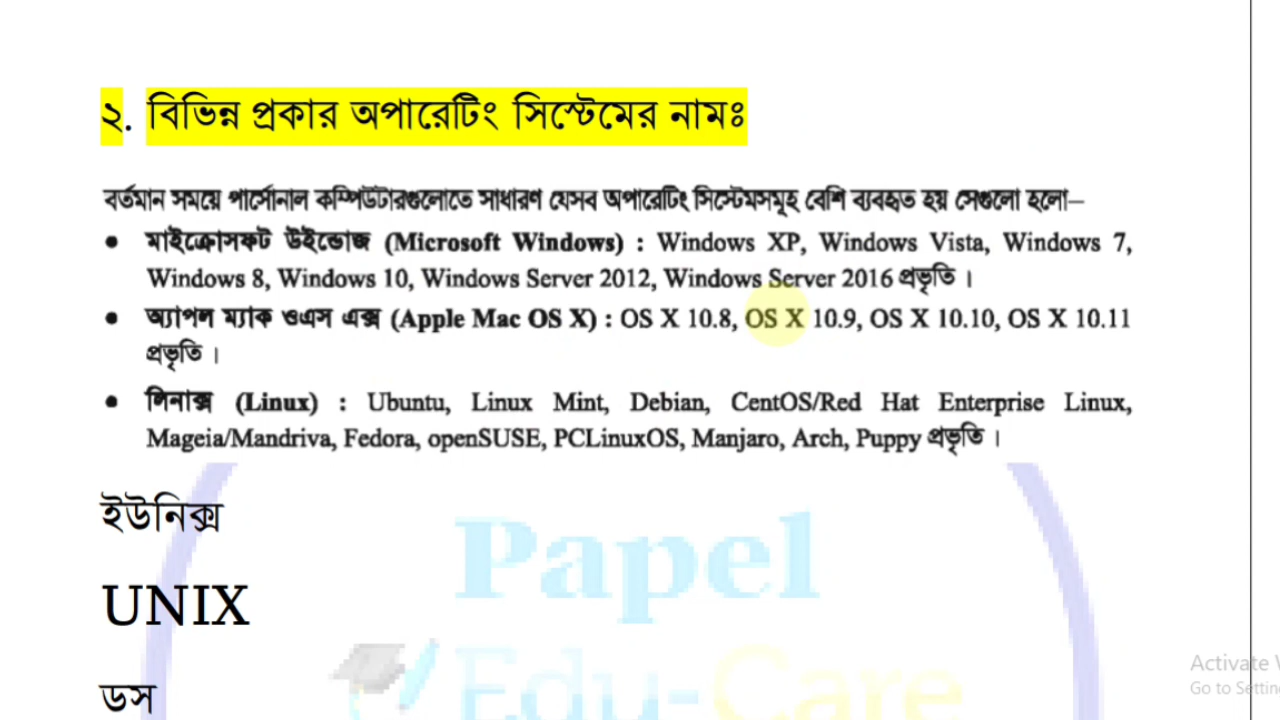 ২. বিভিন্ন প্রকার অপারেটিং সিস্টেমের নামঃ
বর্তমান সময়ে পার্সোনাল কম্পিউটারগুলোতে সাধারণ যেসব অপারেটিং সিস্টেমসমূহ বেশি ব্যবহৃত হয় সেগুলো হলো–
• মাইক্রোসফট উইন্ডোজ (Microsoft Windows) : Windows XP, Windows Vista, Windows 7,
Windows 8, Windows 10, Windows Server 2012, Windows Server 2016 প্রভৃতি ।
• অ্যাপল ম্যাক ওএস এক্স (Apple Mac OS X) : OS X 10.8, OS X 10.9, OS X 10.10, OS X 10.11
প্রভৃতি ।
• লিনাক্স (Linux) : Ubuntu, Linux Mint, Debian, CentOS/Red Hat Enterprise Linux,
Mageia/Mandriva, Fedora, openSUSE, PCLinuxOS, Manjaro, Arch, Puppy প্রভৃতি ।
ইউনিক্স
Papel
UNIX
Edu-Care
Activate
Go to Settin
ডস